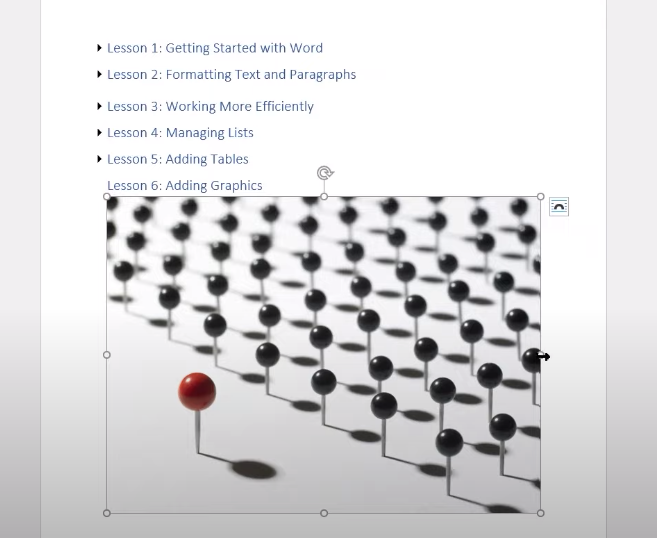 Lesson 1: Getting Started with Word
Lesson 2: Formatting Text and Paragraphs
Lesson 3: Working More Efficiently
Lesson 4: Managing Lists
Lesson 5: Adding Tables
Lesson 6: Adding Graphics